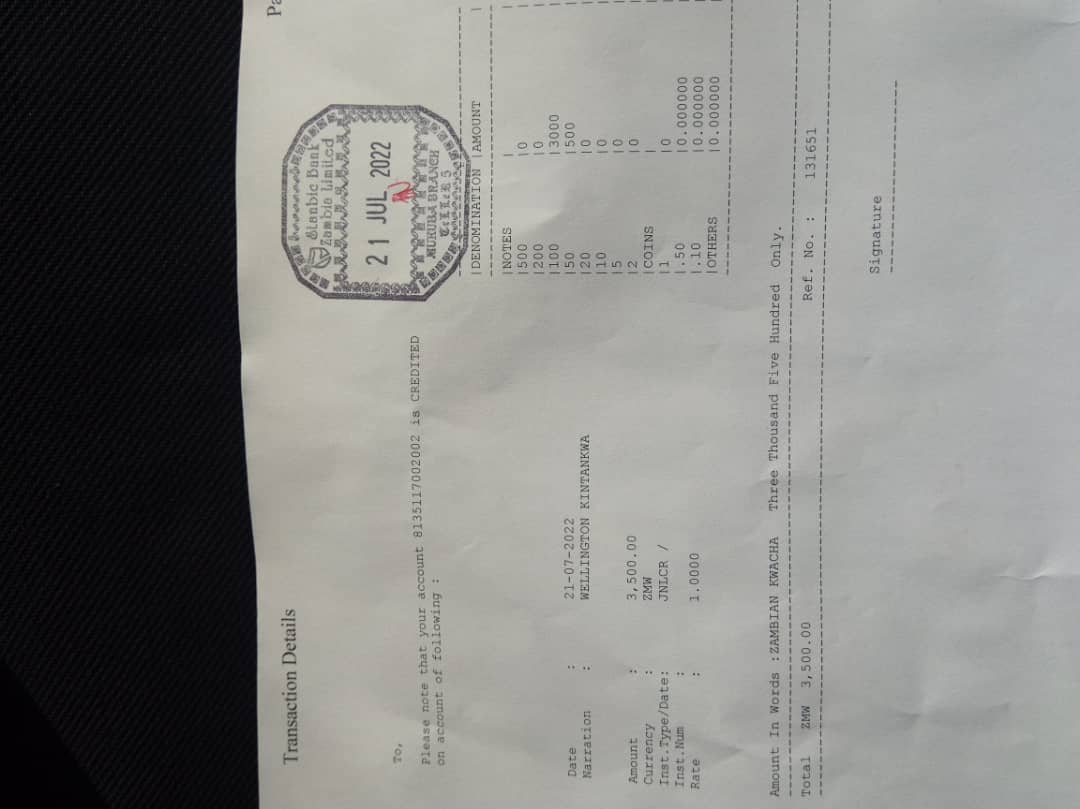 Pa
Transaction Details
Stanbic Bank
Zambia Limited
21 JUL 2022
MUKUBA BRANCH
To,
Please note that your account 8135117002002 is CREDITED
on account of following :
|DENOMINATION |AMOUNT |
Date : 21-07-2022
Narration : WELLINGTON KINTANKWA
Amount : 3,500.00
Currency : ZMW
Inst.Type/Date: JNLCR /
Inst.Num :
Rate : 1.0000
|NOTES |
|500 |0
|200 |0
|100 |3000
|50 |500
|20 |0
|10 |0
|5 |0
|2 |0
|COINS |
|1 |0
|.50 |0.000000
|.10 |0.000000
|OTHERS |0.000000
Amount In Words :ZAMBIAN KWACHA Three Thousand Five Hundred Only.
Total ZMW 3,500.00 Ref. No. : 131651
Signature